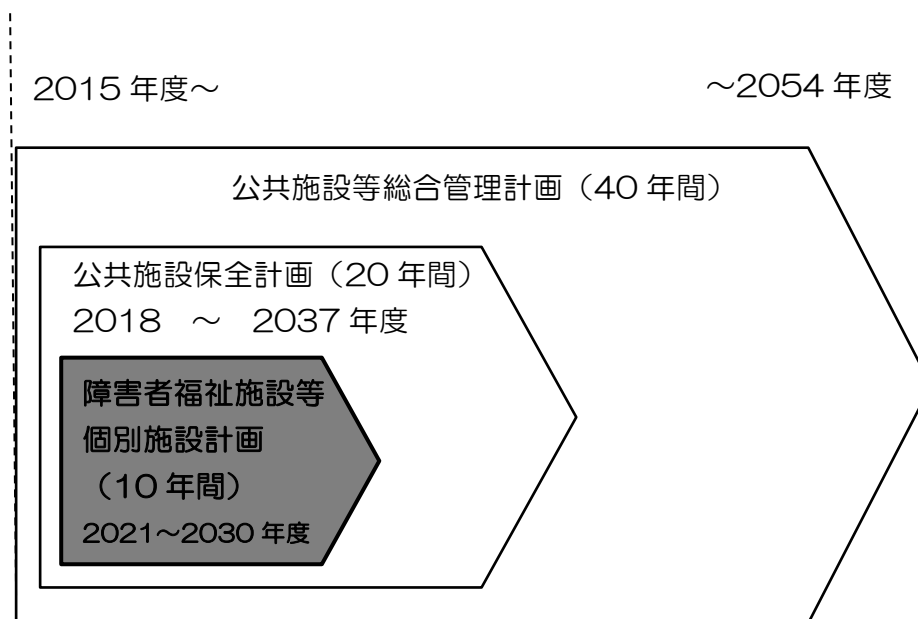 2015 年度～
～2054 年度
公共施設等総合管理計画（40 年間）
公共施設保全計画（20 年間）
2018　～　2037 年度
障害者福祉施設等
個別施設計画
（10 年間）
2021～2030 年度